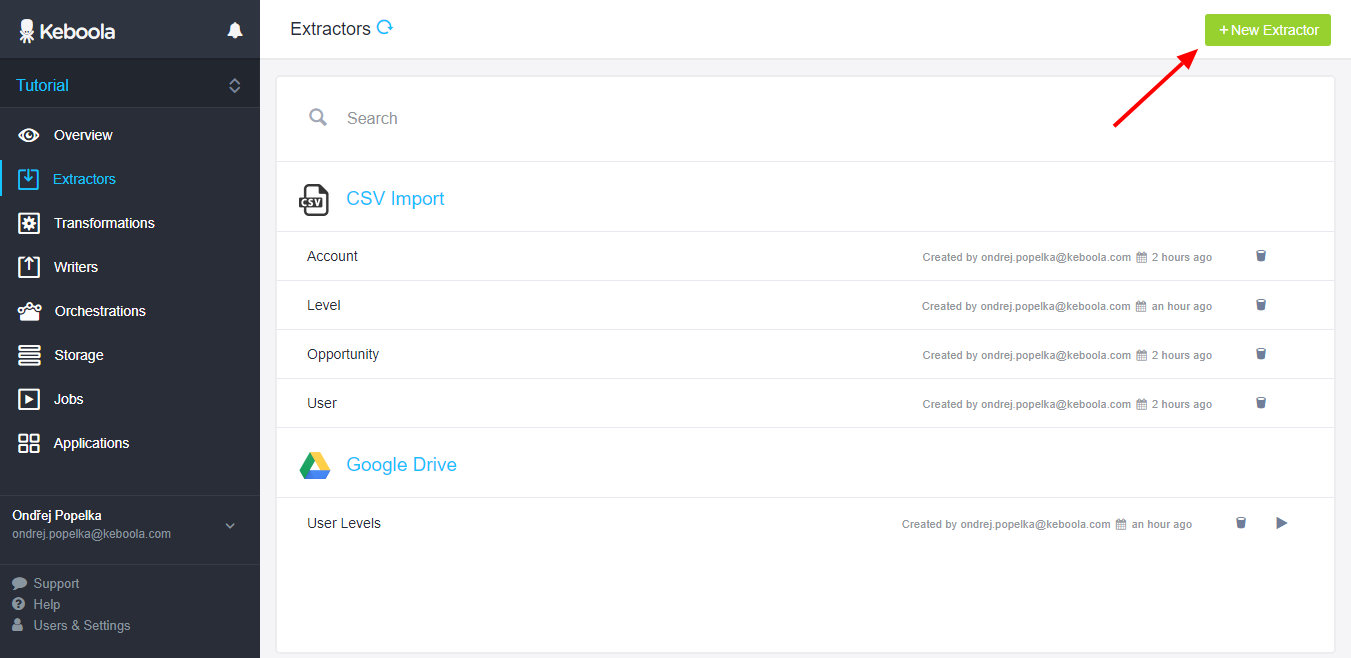 Keboola
Extractors
+ New Extractor
Tutorial
Overview
Extractors
Transformations
Writers
Orchestrations
Storage
Jobs
Applications
Ondřej Popelka
ondrej.popelka@keboola.com
Support
Help
Users & Settings
Search
CSV CSV Import
Account Created by ondrej.popelka@keboola.com 2 hours ago
Level Created by ondrej.popelka@keboola.com an hour ago
Opportunity Created by ondrej.popelka@keboola.com 2 hours ago
User Created by ondrej.popelka@keboola.com 2 hours ago
Google Drive
User Levels Created by ondrej.popelka@keboola.com an hour ago